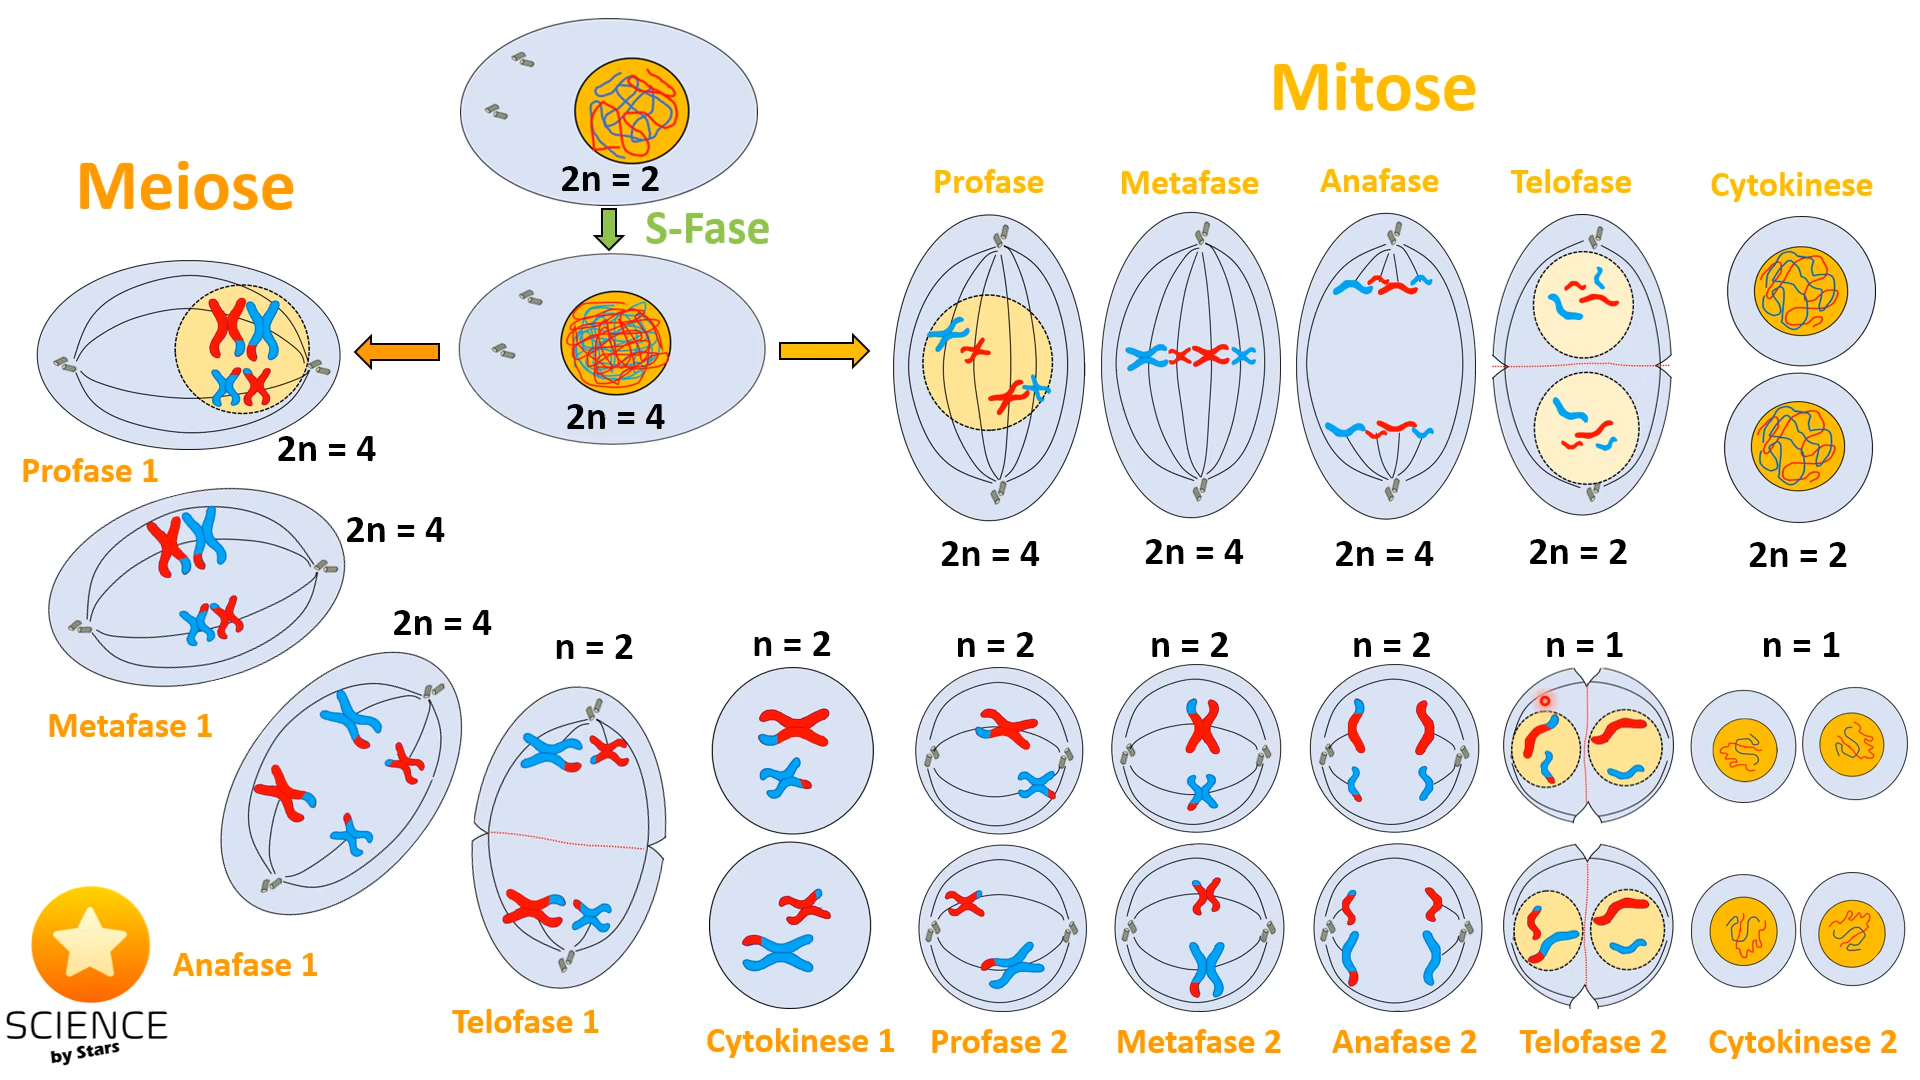 Meiose
Mitose
2n = 2
S-Fase
2n = 4
Profase
Metafase
Anafase
Telofase
Cytokinese
2n = 4
2n = 4
2n = 4
2n = 2
2n = 2
2n = 4
Profase 1
2n = 4
Metafase 1
2n = 4
Anafase 1
n = 2
Telofase 1
n = 2
n = 2
n = 2
n = 2
n = 1
n = 1
Cytokinese 1
Profase 2
Metafase 2
Anafase 2
Telofase 2
Cytokinese 2
SCIENCE
by Stars